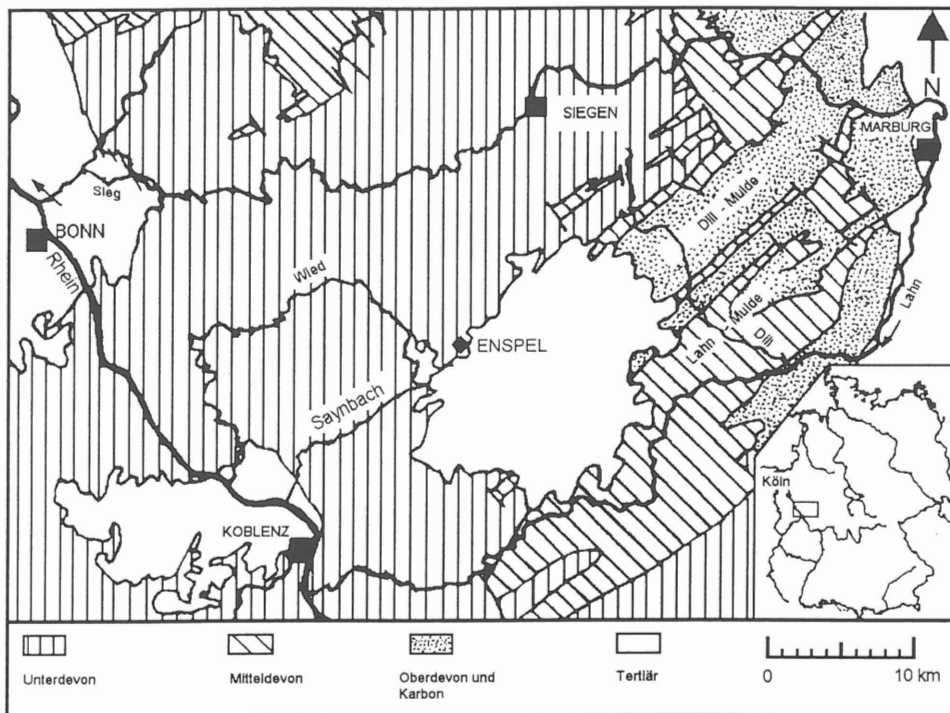 N
SIEGEN
MARBURG
Sieg
BONN
Rhein
Dill - Mulde
Wied
Lahn
ENSPEL
Lahn Mulde
Dill
Saynbach
Köln
KOBLENZ
Unterdevon
Mitteldevon
Oberdevon und
Karbon
Tertiär
0 10 km